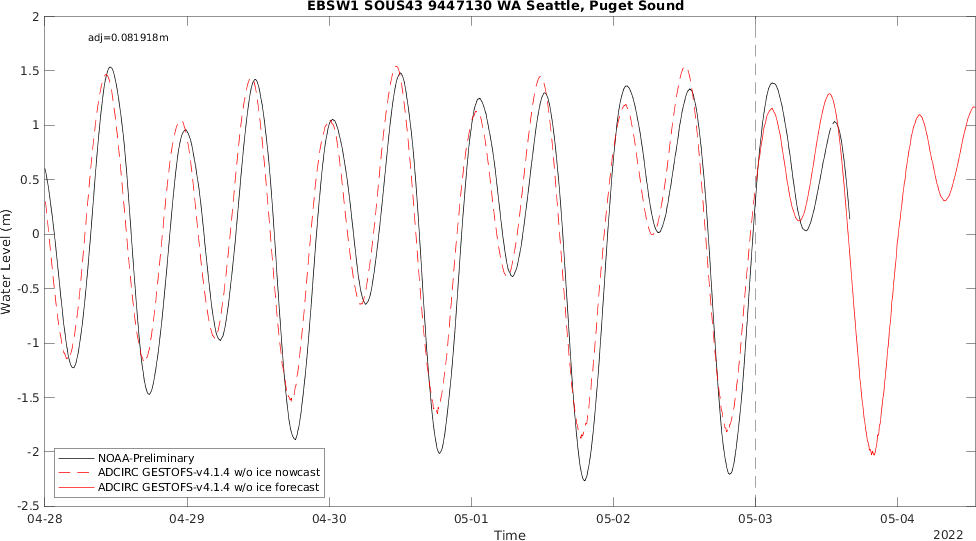 EBSW1 SOUS43 9447130 WA Seattle, Puget Sound
adj=0.081918m
2
1.5
1
0.5
0
-0.5
-1
-1.5
-2
-2.5
Water Level (m)
NOAA-Preliminary
ADCIRC GESTOFS-v4.1.4 w/o ice nowcast
ADCIRC GESTOFS-v4.1.4 w/o ice forecast
04-28 04-29 04-30 05-01 05-02 05-03 05-04
Time
2022